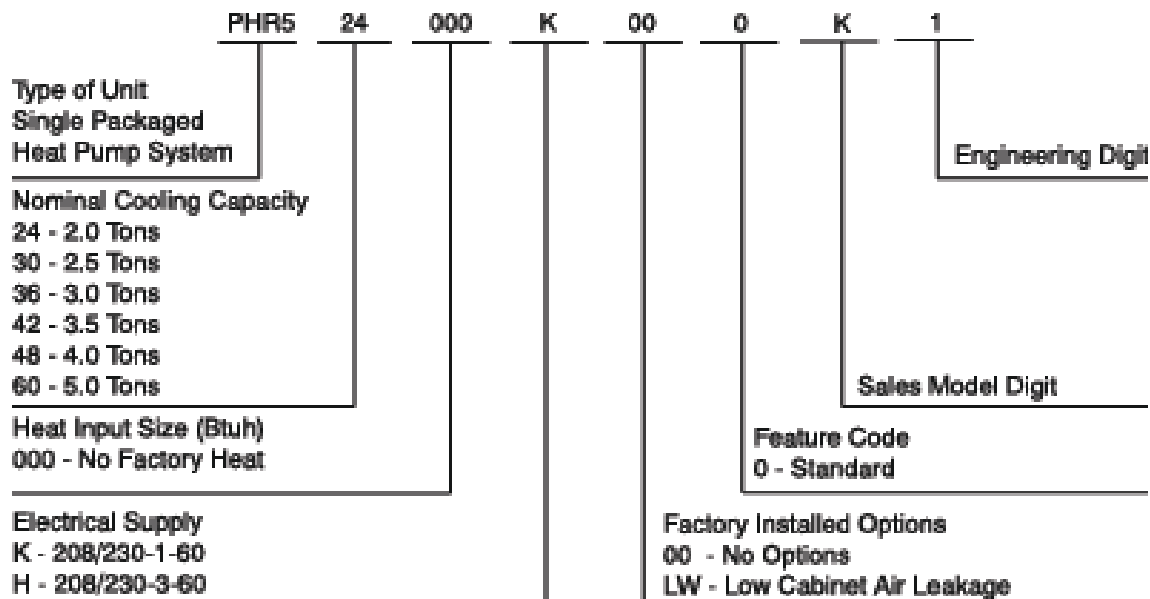 PHR5 24 000 K 00 0 K 1
Type of Unit
Single Packaged
Heat Pump System
Engineering Digit
Nominal Cooling Capacity
24 - 2.0 Tons
30 - 2.5 Tons
36 - 3.0 Tons
42 - 3.5 Tons
48 - 4.0 Tons
60 - 5.0 Tons
Sales Model Digit
Heat Input Size (Btuh)
000 - No Factory Heat
Feature Code
0 - Standard
Electrical Supply
K - 208/230-1-60
H - 208/230-3-60
Factory Installed Options
00 - No Options
LW - Low Cabinet Air Leakage